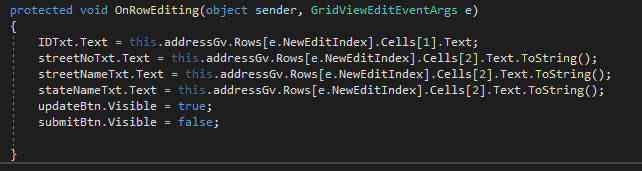 protected void OnRowEditing(object sender, GridViewEditEventArgs e)
{
IDTxt.Text = this.addressGv.Rows[e.NewEditIndex].Cells[1].Text;
streetNoTxt.Text = this.addressGv.Rows[e.NewEditIndex].Cells[2].Text.ToString();
streetNameTxt.Text = this.addressGv.Rows[e.NewEditIndex].Cells[2].Text.ToString();
stateNameTxt.Text = this.addressGv.Rows[e.NewEditIndex].Cells[2].Text.ToString();
updateBtn.Visible = true;
submitBtn.Visible = false;
}